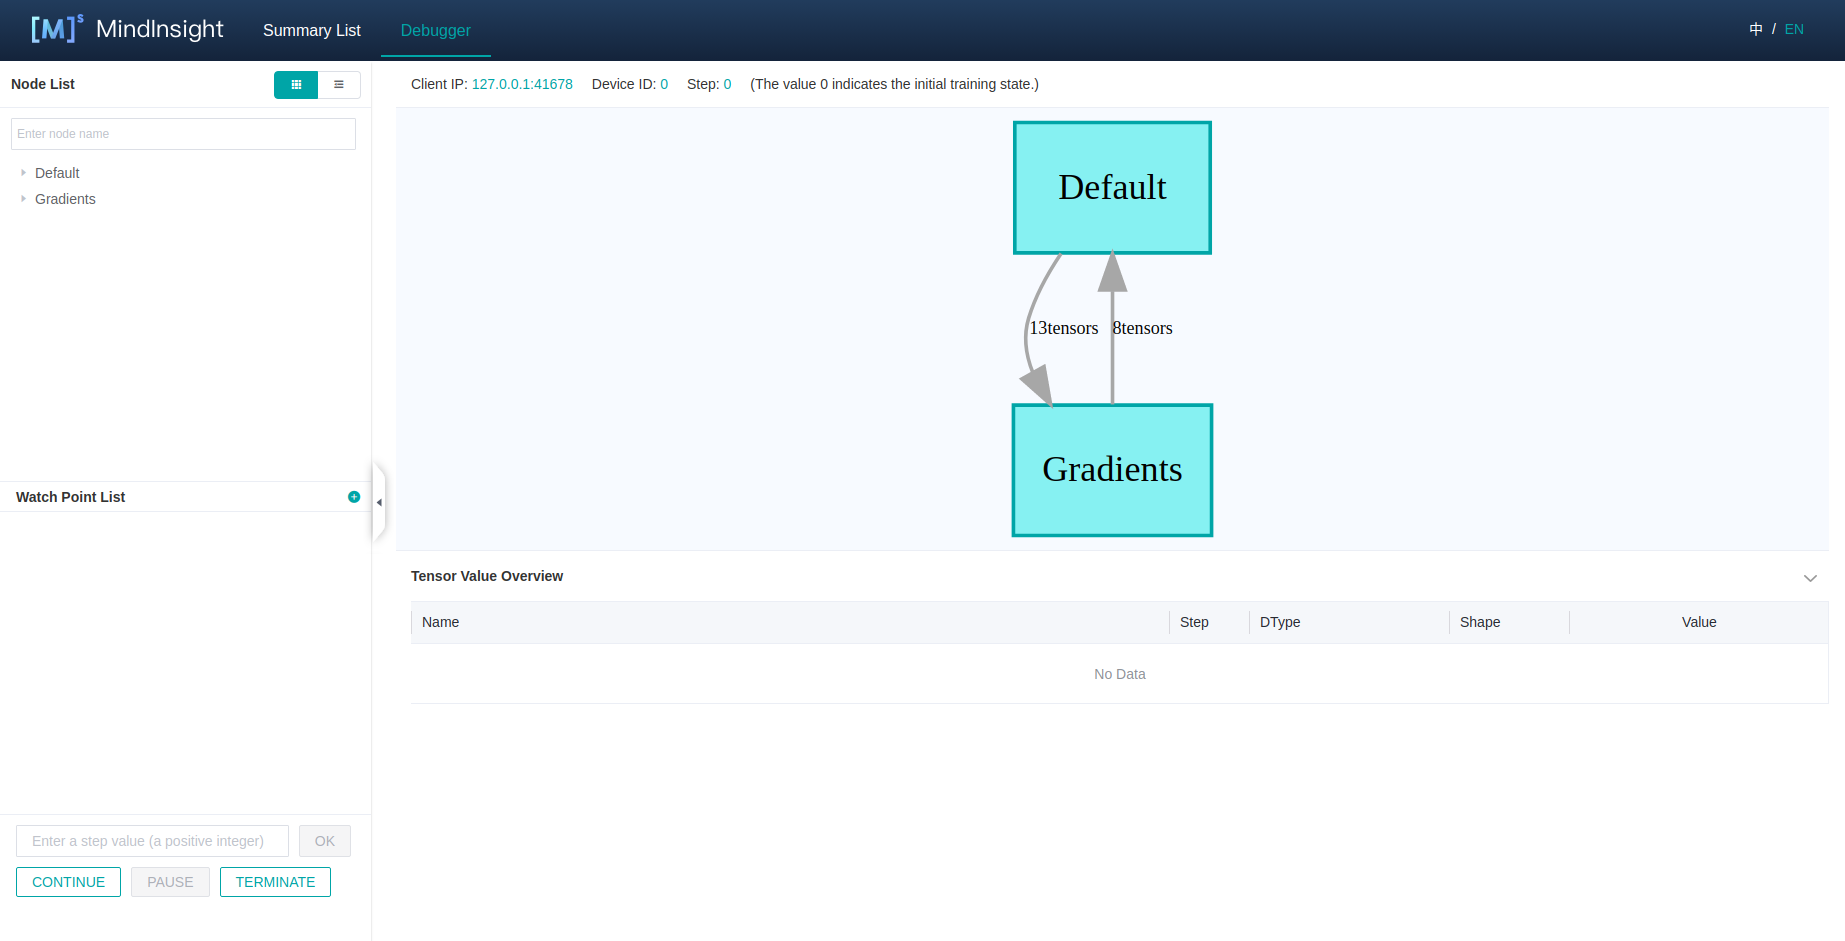 [M]s MindInsight Summary List Debugger 中 / EN
Node List
Client IP: 127.0.0.1:41678 Device ID: 0 Step: 0 (The value 0 indicates the initial training state.)
Enter node name
Default
Gradients
Default
13tensors 8tensors
Gradients
Watch Point List
Tensor Value Overview
Name Step DType Shape Value
No Data
Enter a step value (a positive integer) OK
CONTINUE PAUSE TERMINATE